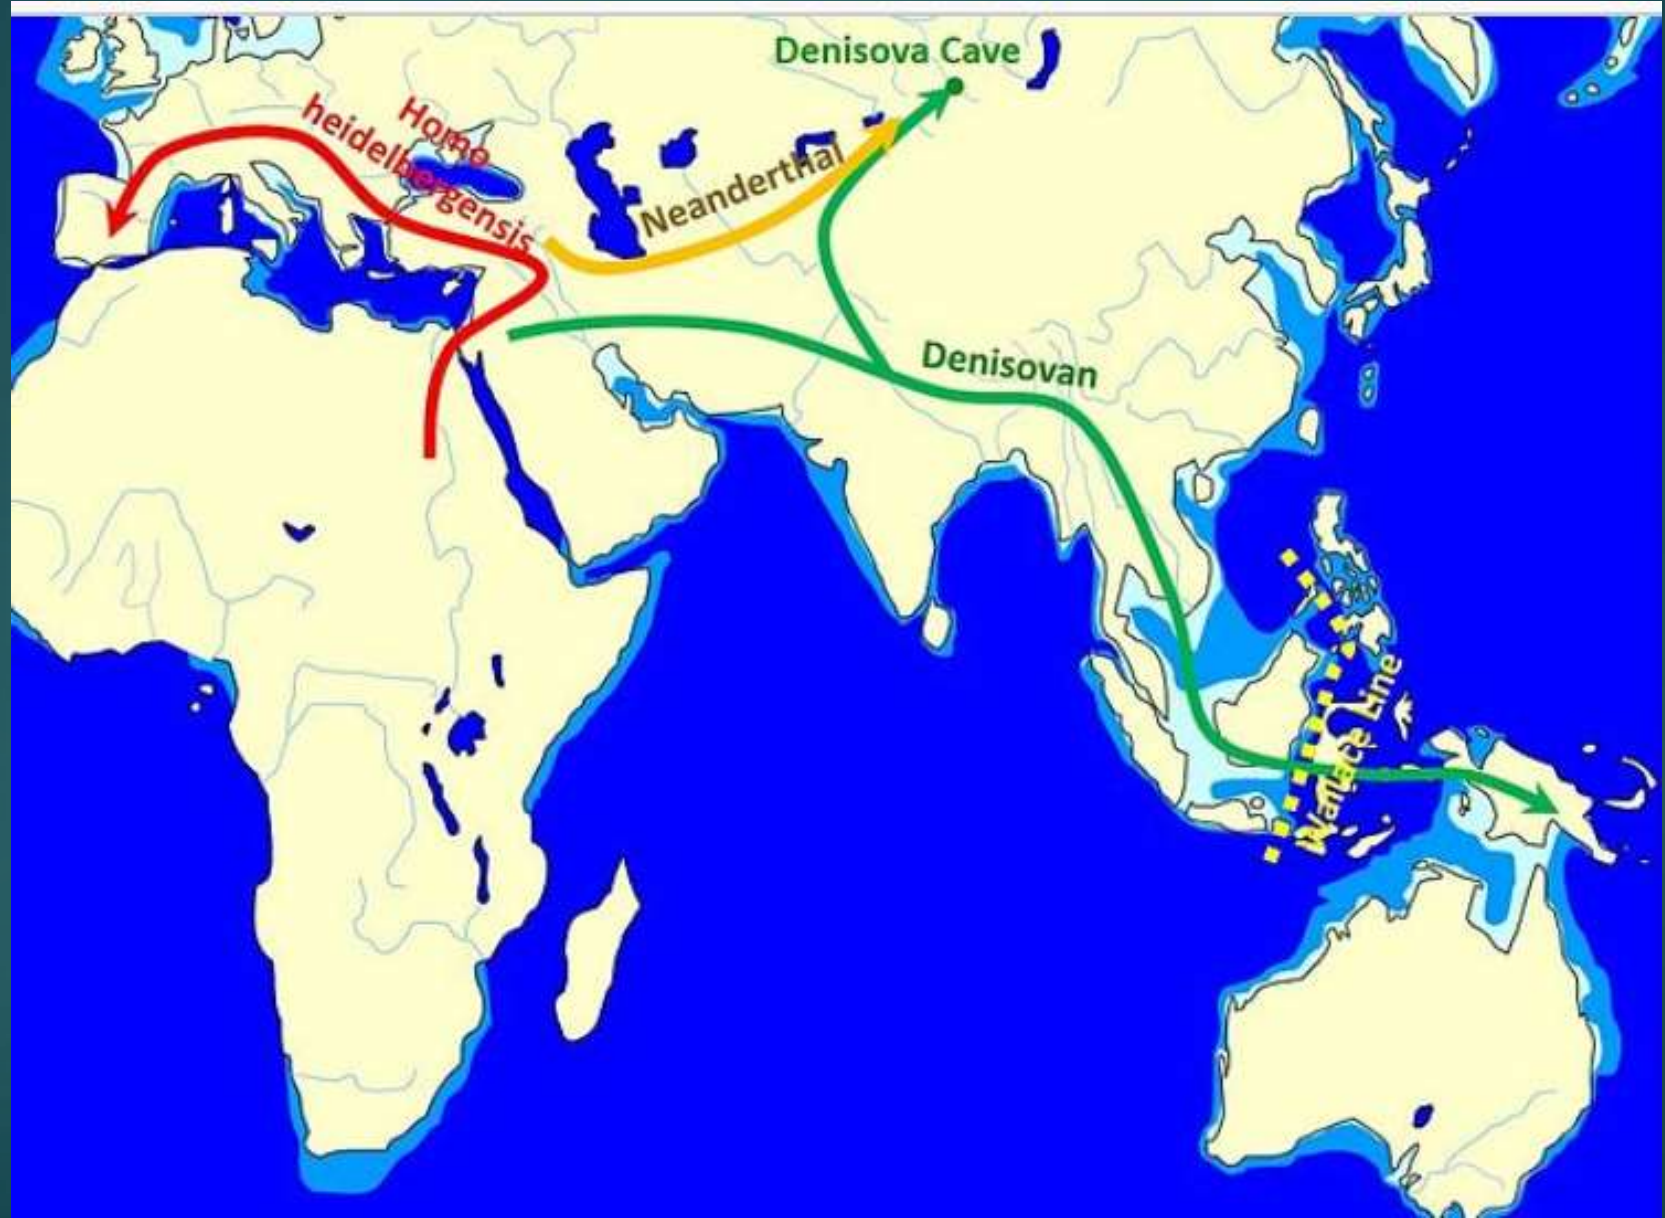 Denisova Cave
Homo
heidelbergensis
Neanderthal
Denisovan
Wallace Line